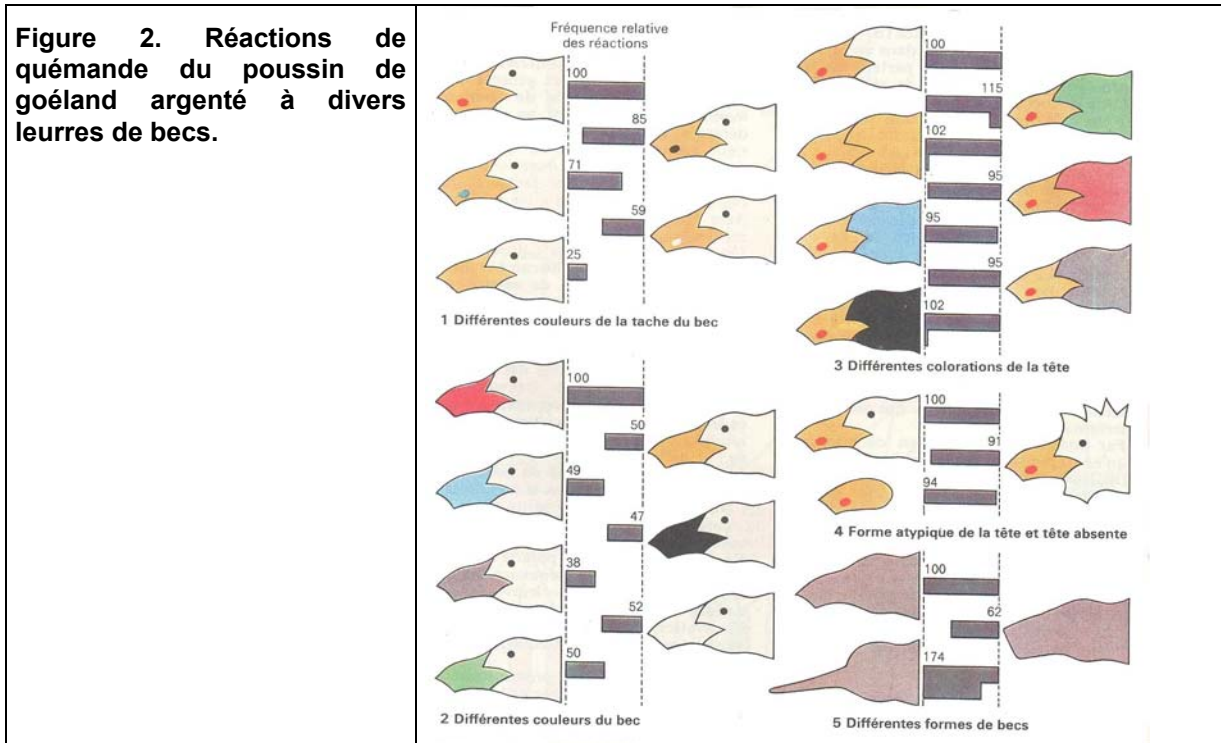 Figure 2. Réactions de
quémande du poussin de
goéland argenté à divers
leurres de becs.
Fréquence relative
des réactions
100
85
71
59
25
1 Différentes couleurs de la tache du bec
100
50
49
47
38
52
50
2 Différentes couleurs du bec
100
115
102
95
95
95
102
3 Différentes colorations de la tête
100
91
94
4 Forme atypique de la tête et tête absente
100
62
174
5 Différentes formes de becs